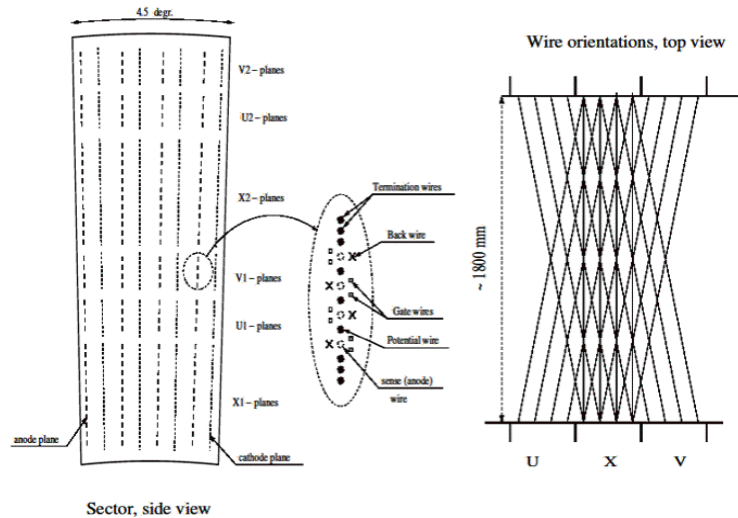 4.5 degr.
V2 – planes
U2 – planes
X2 – planes
V1 – planes
U1 – planes
X1 – planes
anode plane
cathode plane
Sector, side view
Termination wires
Back wire
Gate wires
Potential wire
sense (anode)
wire
Wire orientations, top view
~ 1800 mm
U X V